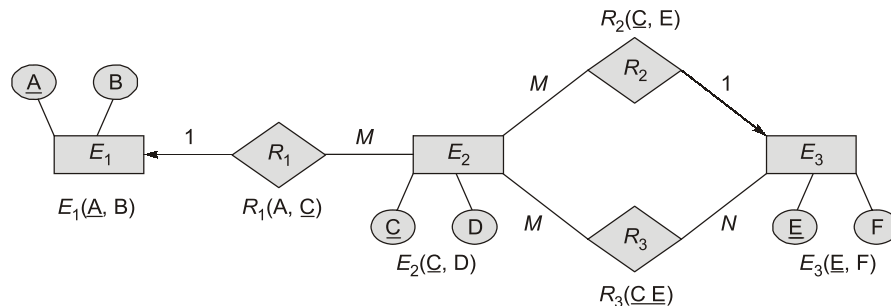 R2(C, E)
A B
M R2 1
E1 1 R1 M E2 E3
E1(A, B) R1(A, C)
C D M R3 N E F
E2(C, D) E3(E, F)
R3(C E)